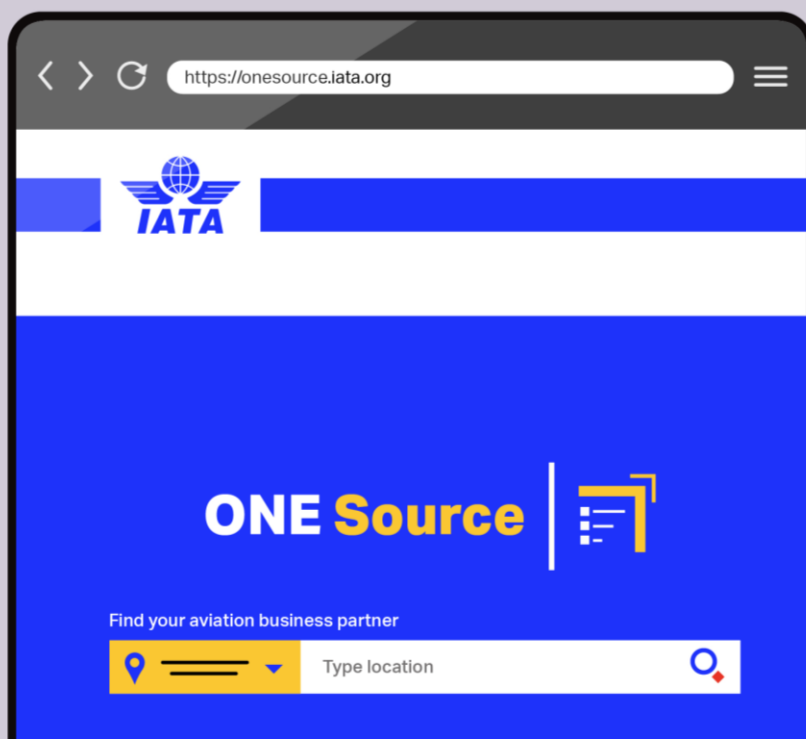 https://onesource.iata.org
IATA
ONE Source
Find your aviation business partner
Type location